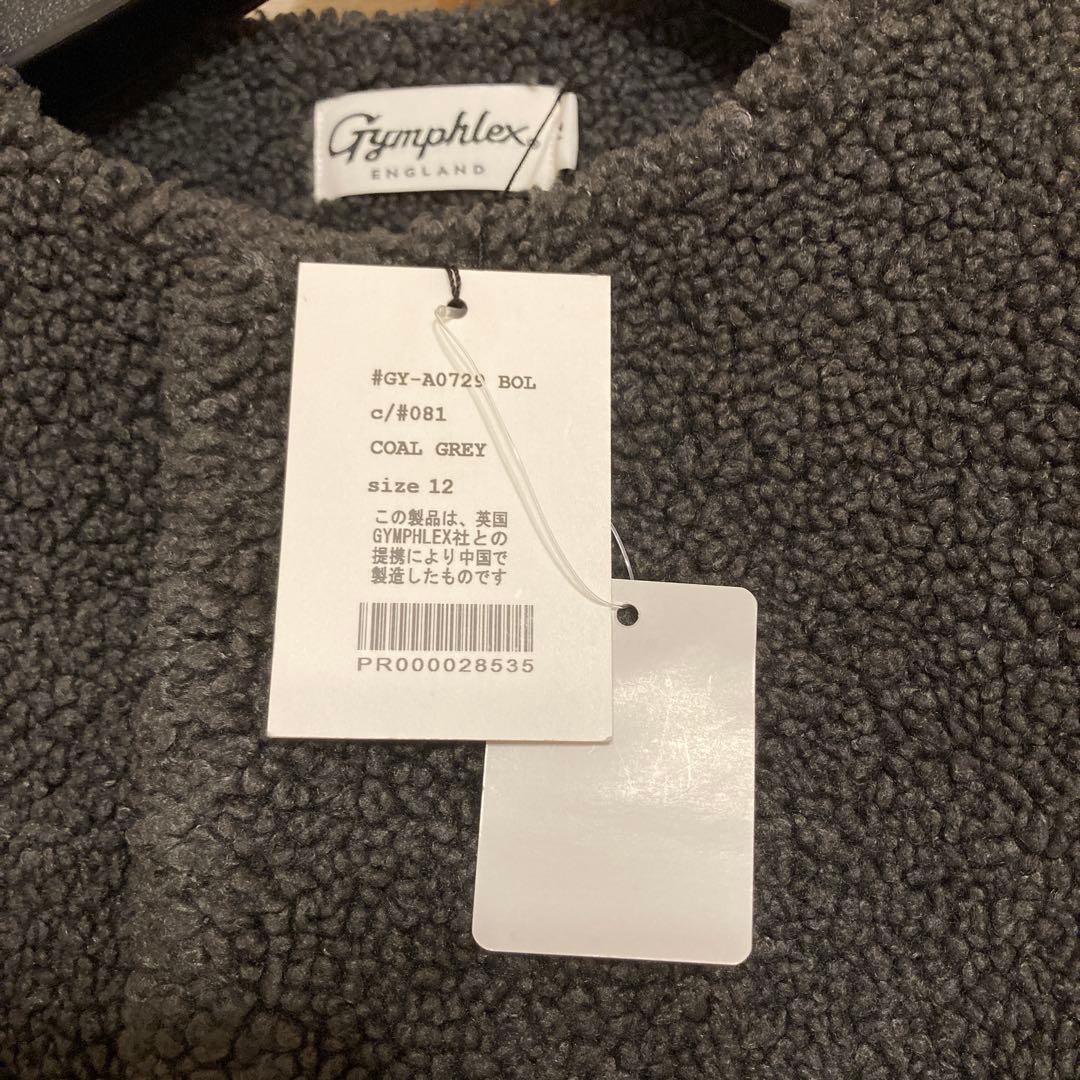 Gymphlex®
ENGLAND
#GY-A0729 BOL
c/#081
COAL GREY
size 12
この製品は、英国
GYMPHLEX社との
提携により中国で
製造したものです
PR000028535